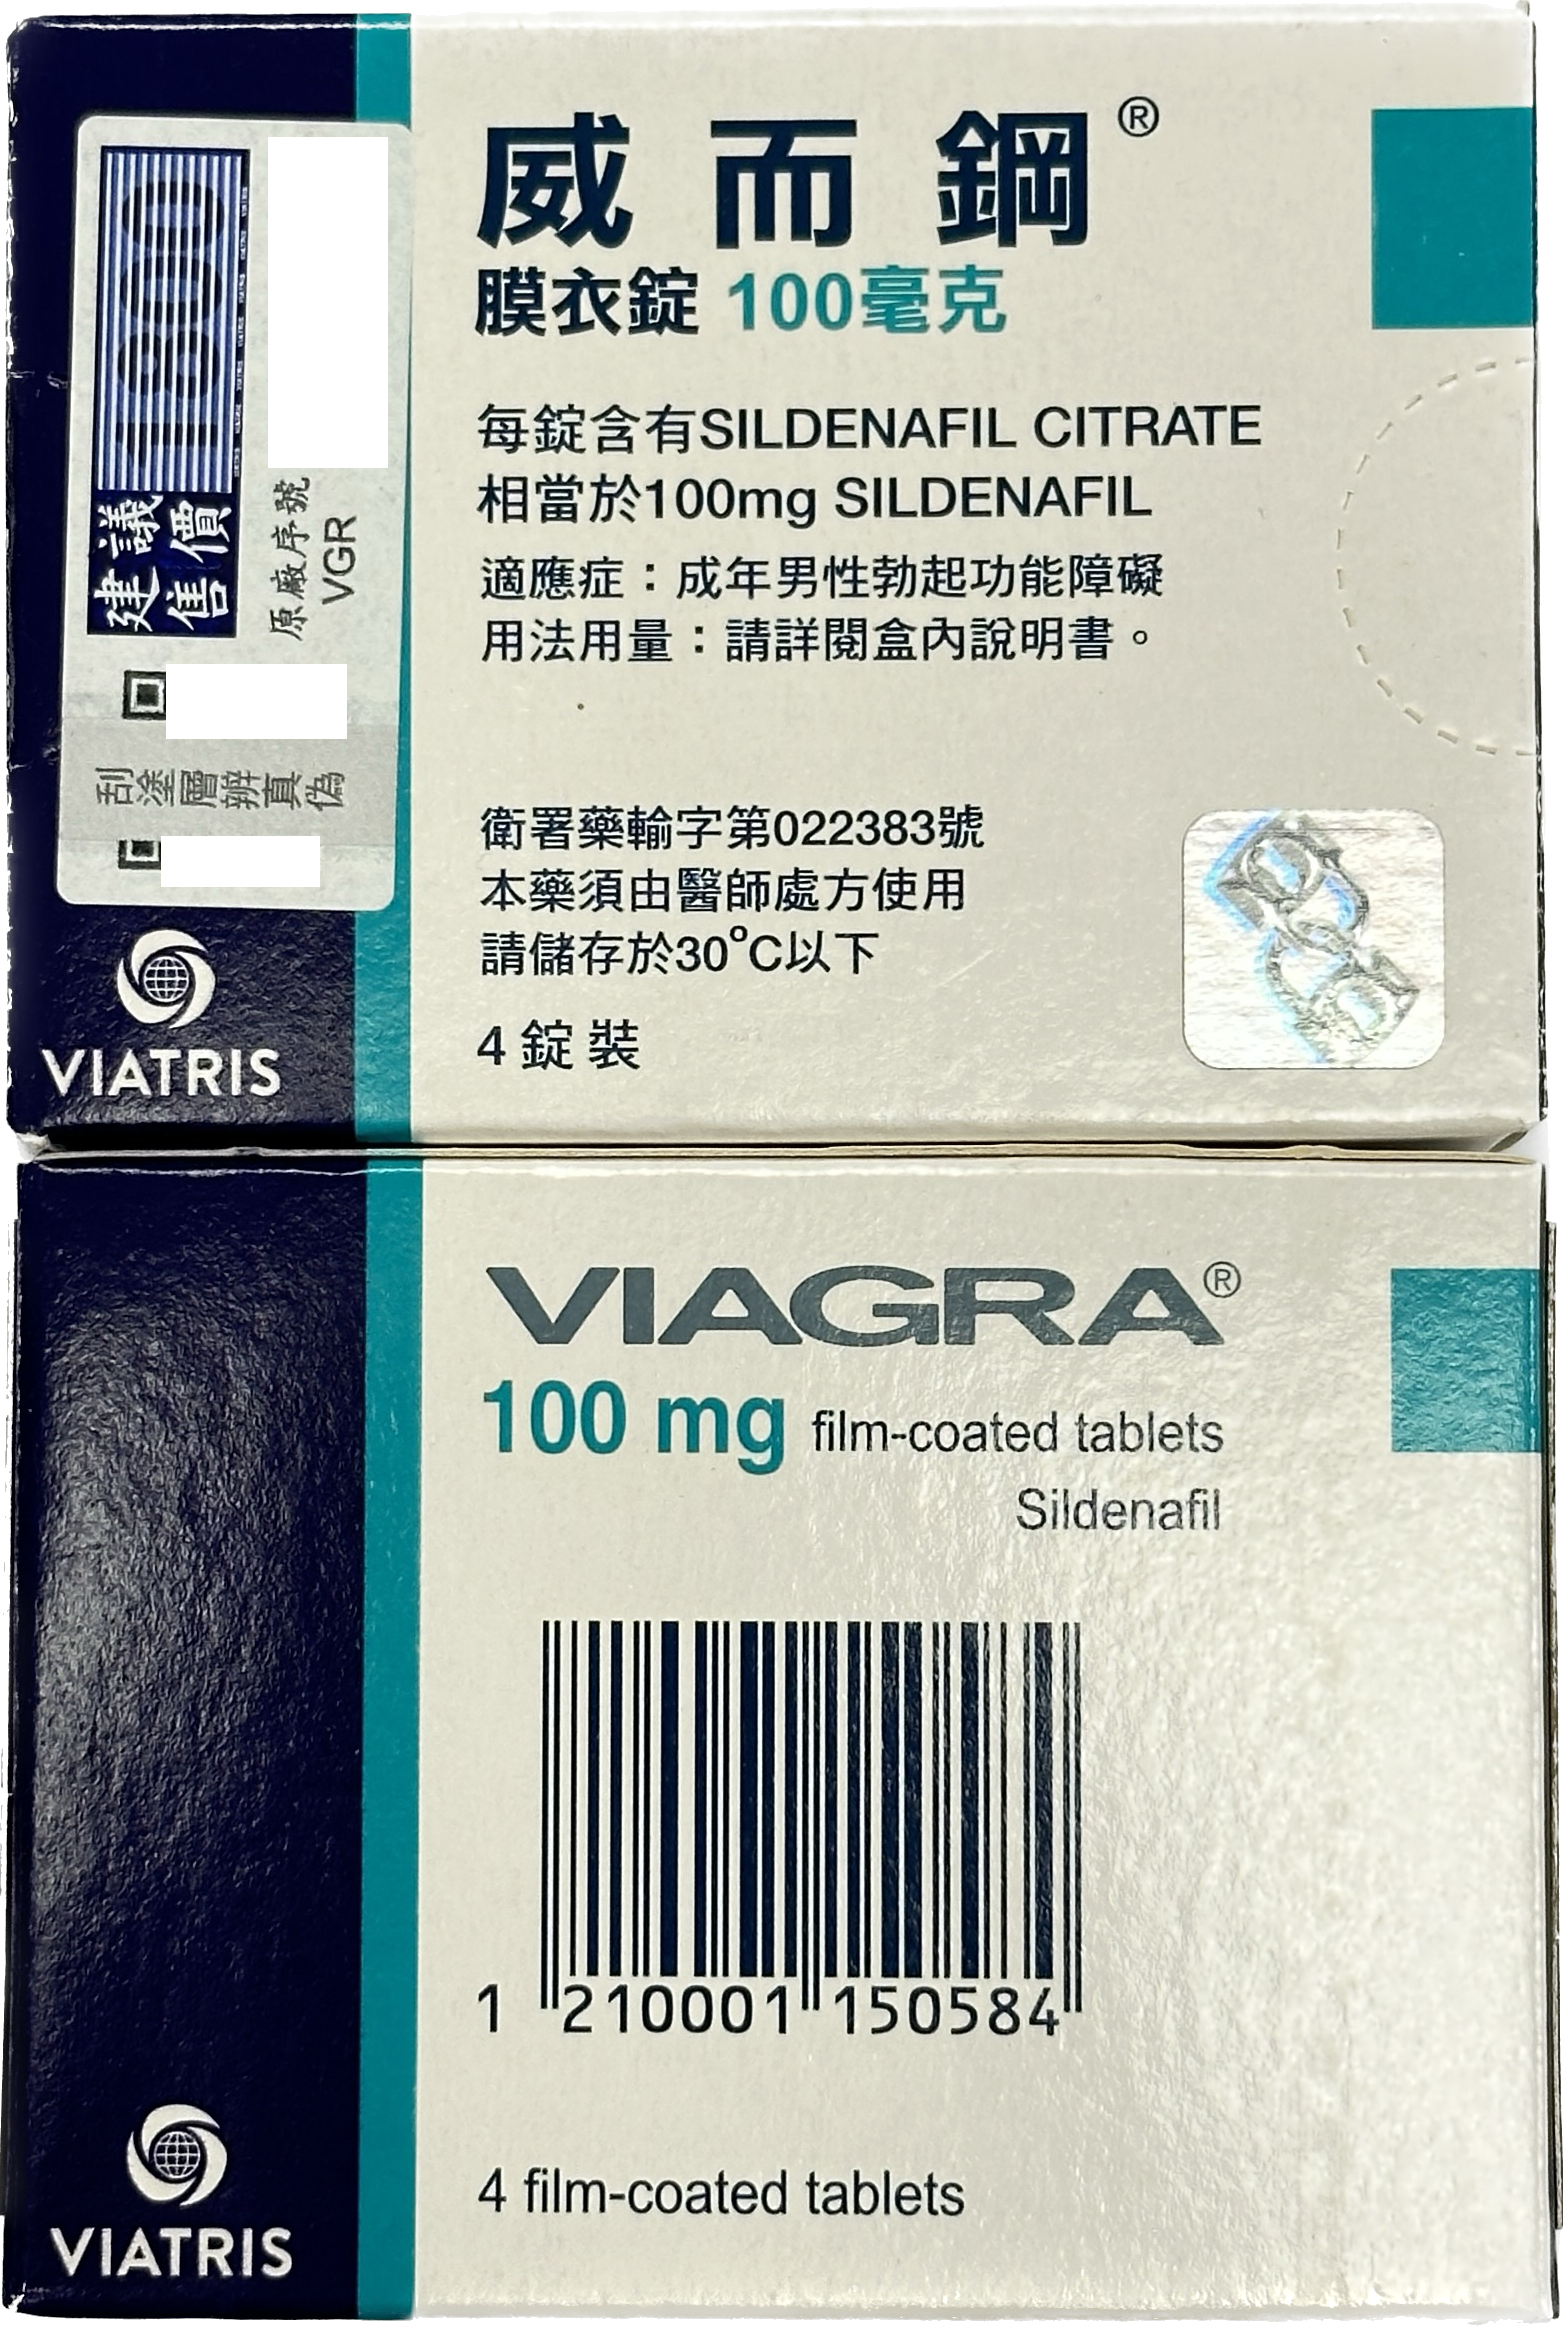 威而鋼®
膜衣錠 100毫克
每錠含有SILDENAFIL CITRATE
相當於100mg SILDENAFIL
適應症：成年男性勃起功能障礙
用法用量：請詳閱盒內說明書。
衛署藥輸字第022383號
本藥須由醫師處方使用
請儲存於30°C以下
4錠裝
建議
售價
1800
原廠序號
VGR
刮塗層辨真偽
VIATRIS
VIAGRA®
100 mg film-coated tablets
Sildenafil
1 210001 150584
4 film-coated tablets
VIATRIS